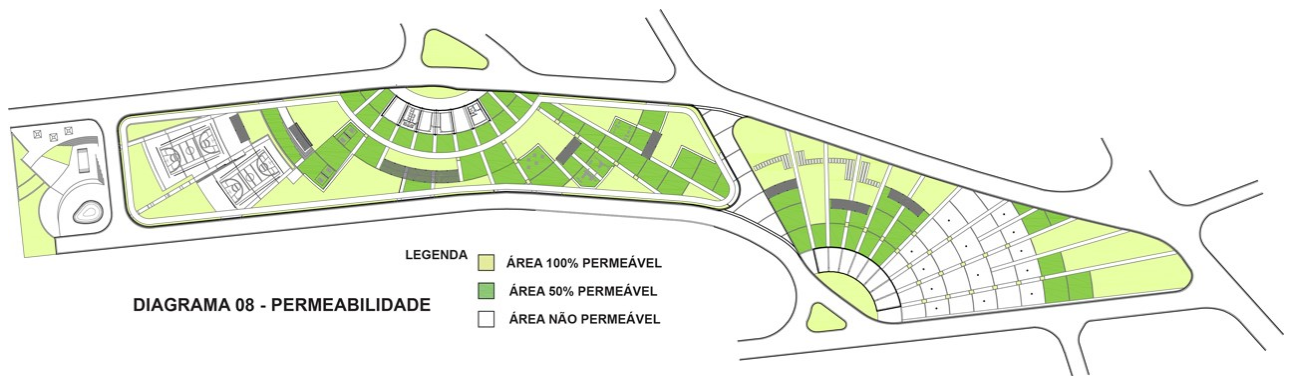 LEGENDA
ÁREA 100% PERMEÁVEL
ÁREA 50% PERMEÁVEL
ÁREA NÃO PERMEÁVEL
DIAGRAMA 08 - PERMEABILIDADE